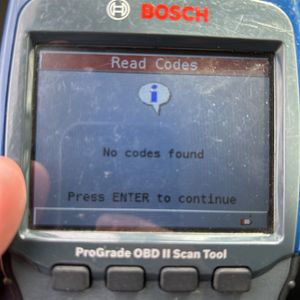 BOSCH
Read Codes
i
No codes found
Press ENTER to continue
ProGrade OBD II Scan Tool